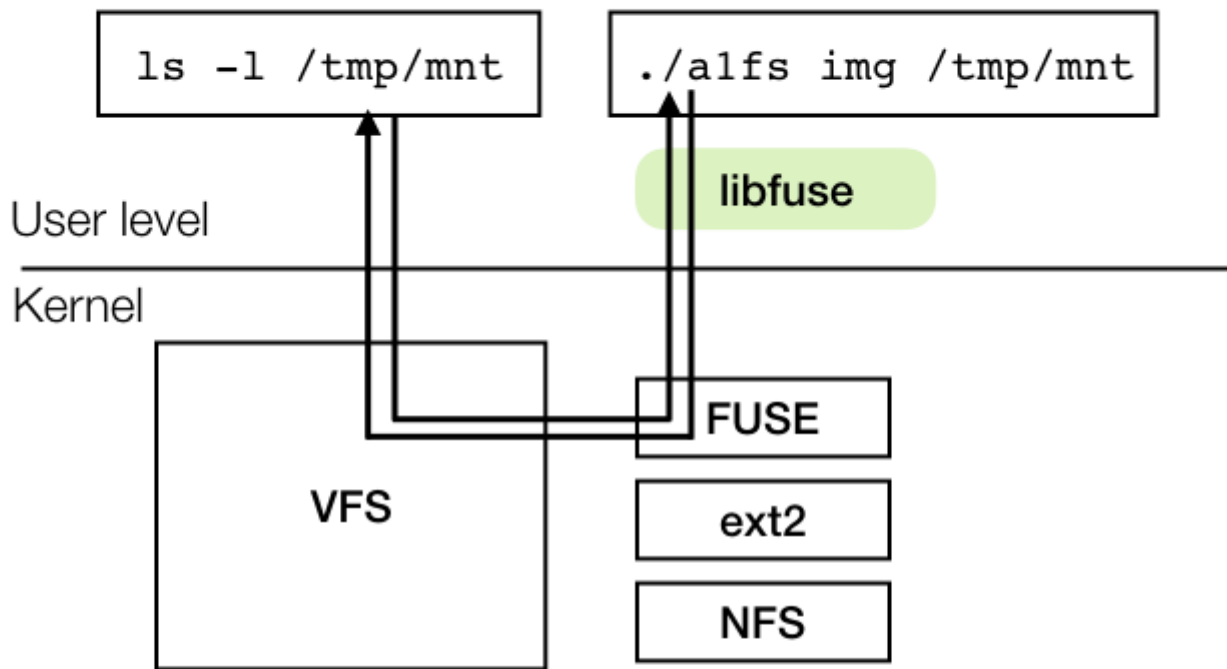 ls -l /tmp/mnt
./a1fs img /tmp/mnt
libfuse
User level
Kernel
FUSE
VFS
ext2
NFS